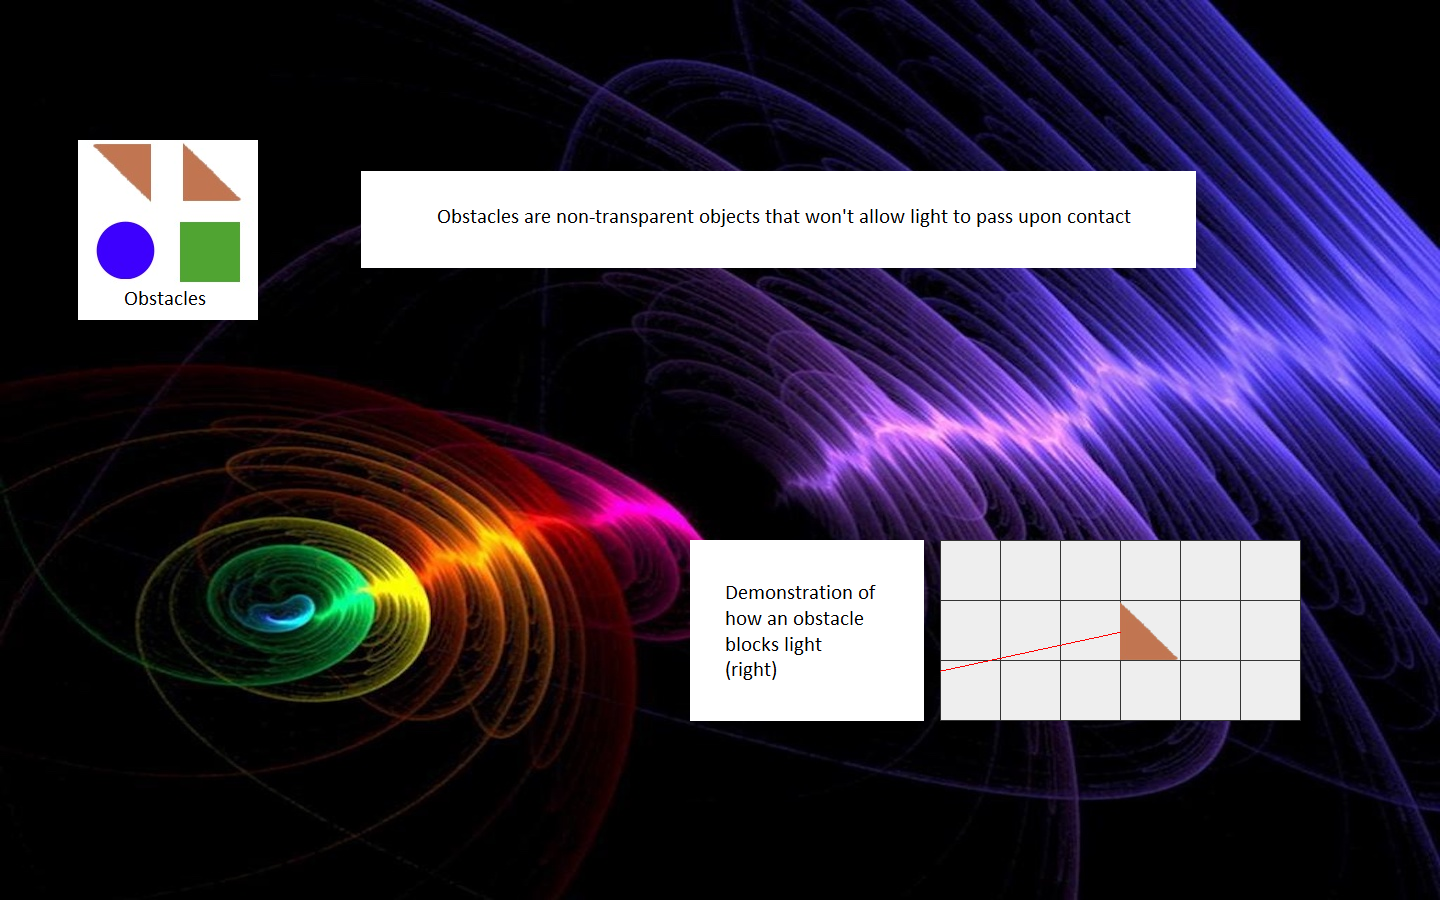 Obstacles are non-transparent objects that won't allow light to pass upon contact
Obstacles
Demonstration of
how an obstacle
blocks light
(right)